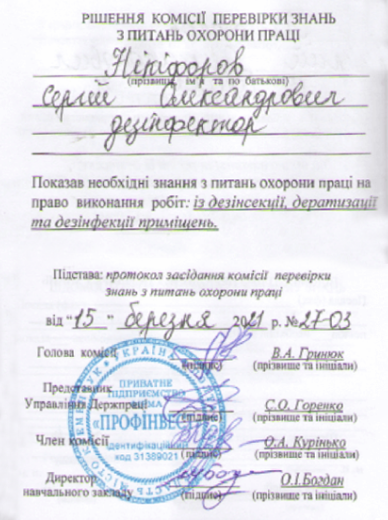 РІШЕННЯ КОМІСІЇ ПЕРЕВІРКИ ЗНАНЬ
З ПИТАНЬ ОХОРОНИ ПРАЦІ
Нікіфоров
(прізвище, ім'я та по батькові)
Сергій Олександрович
дезінфектор
Показав необхідні знання з питань охорони праці на
право виконання робіт: із дезінсекції, дератизації
та дезінфекції приміщень.
Підстава: протокол засідання комісії перевірки
знань з питань охорони праці
від "15" березня 2021 р. № 27-03
Голова комісії В.А. Гринюк
(підпис) (прізвище та ініціали)
Представник
Управління Держпраці С.О. Горенко
(підпис) (прізвище та ініціали)
Член комісії О.А. Курінько
(підпис) (прізвище та ініціали)
Директор О.І.Богдан
навчального закладу (підпис) (прізвище та ініціали)
УКРАЇНА
ПРИВАТНЕ
ПІДПРИЄМСТВО
"ПРОФІНВЕСТ"
Ідентифікаційний
код 31389021